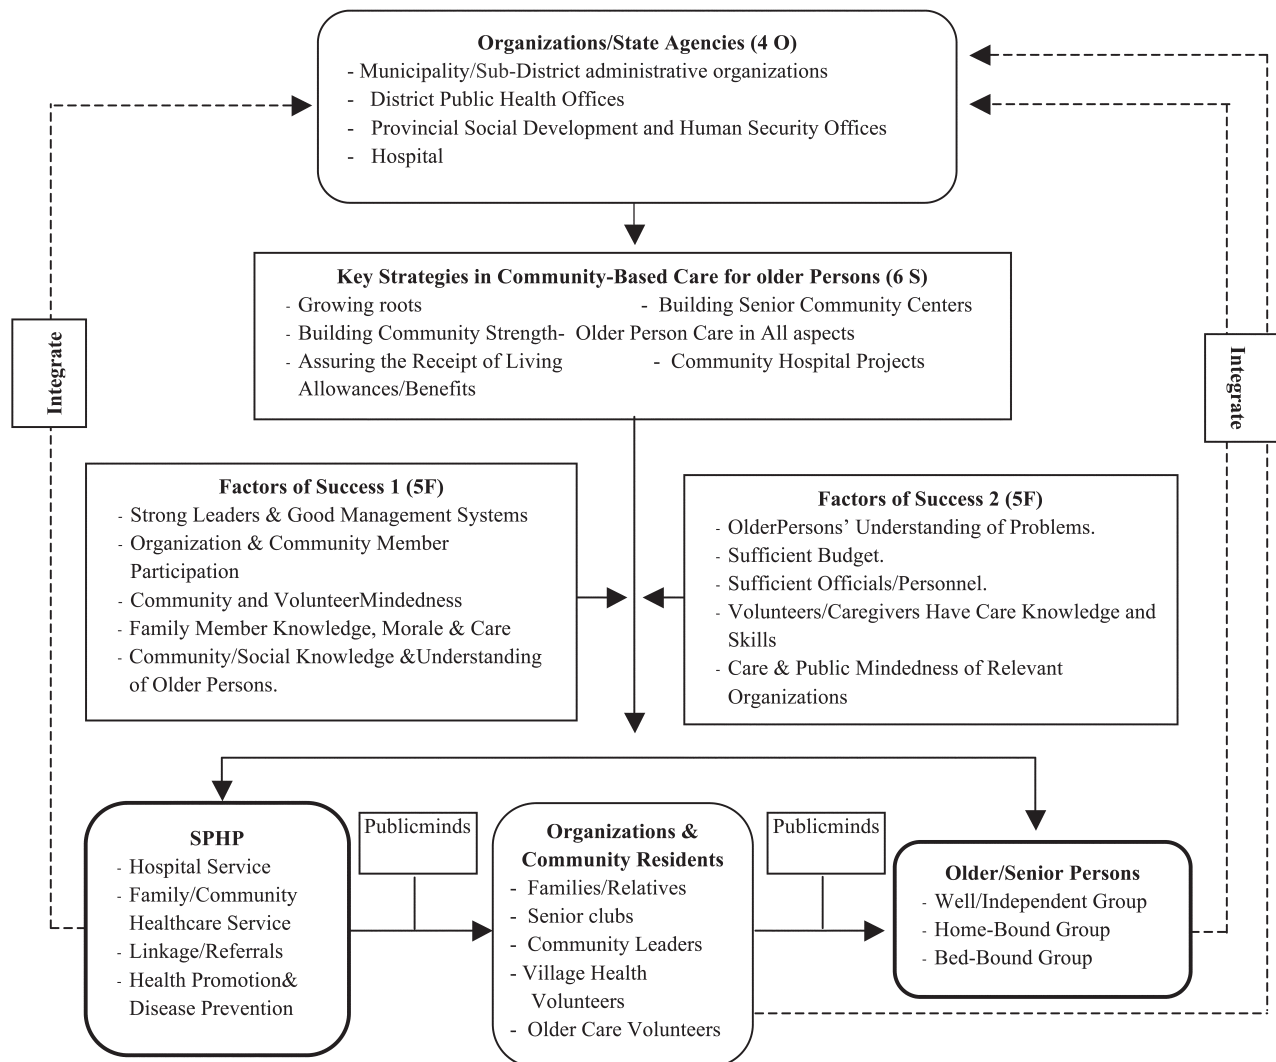 Organizations/State Agencies (4 O)
- Municipality/Sub-District administrative organizations
- District Public Health Offices
- Provincial Social Development and Human Security Offices
- Hospital
Key Strategies in Community-Based Care for older Persons (6 S)
- Growing roots - Building Senior Community Centers
- Building Community Strength- Older Person Care in All aspects
- Assuring the Receipt of Living - Community Hospital Projects
Allowances/Benefits
Integrate
Integrate
Factors of Success 1 (5F)
- Strong Leaders & Good Management Systems
- Organization & Community Member
Participation
- Community and VolunteerMindedness
- Family Member Knowledge, Morale & Care
- Community/Social Knowledge &Understanding
of Older Persons.
Factors of Success 2 (5F)
- OlderPersons' Understanding of Problems.
- Sufficient Budget.
- Sufficient Officials/Personnel.
- Volunteers/Caregivers Have Care Knowledge and
Skills
- Care & Public Mindedness of Relevant
Organizations
SPHP
- Hospital Service
- Family/Community
Healthcare Service
- Linkage/Referrals
- Health Promotion&
Disease Prevention
Publicminds
Organizations &
Community Residents
- Families/Relatives
- Senior clubs
- Community Leaders
- Village Health
Volunteers
- Older Care Volunteers
Publicminds
Older/Senior Persons
- Well/Independent Group
- Home-Bound Group
- Bed-Bound Group